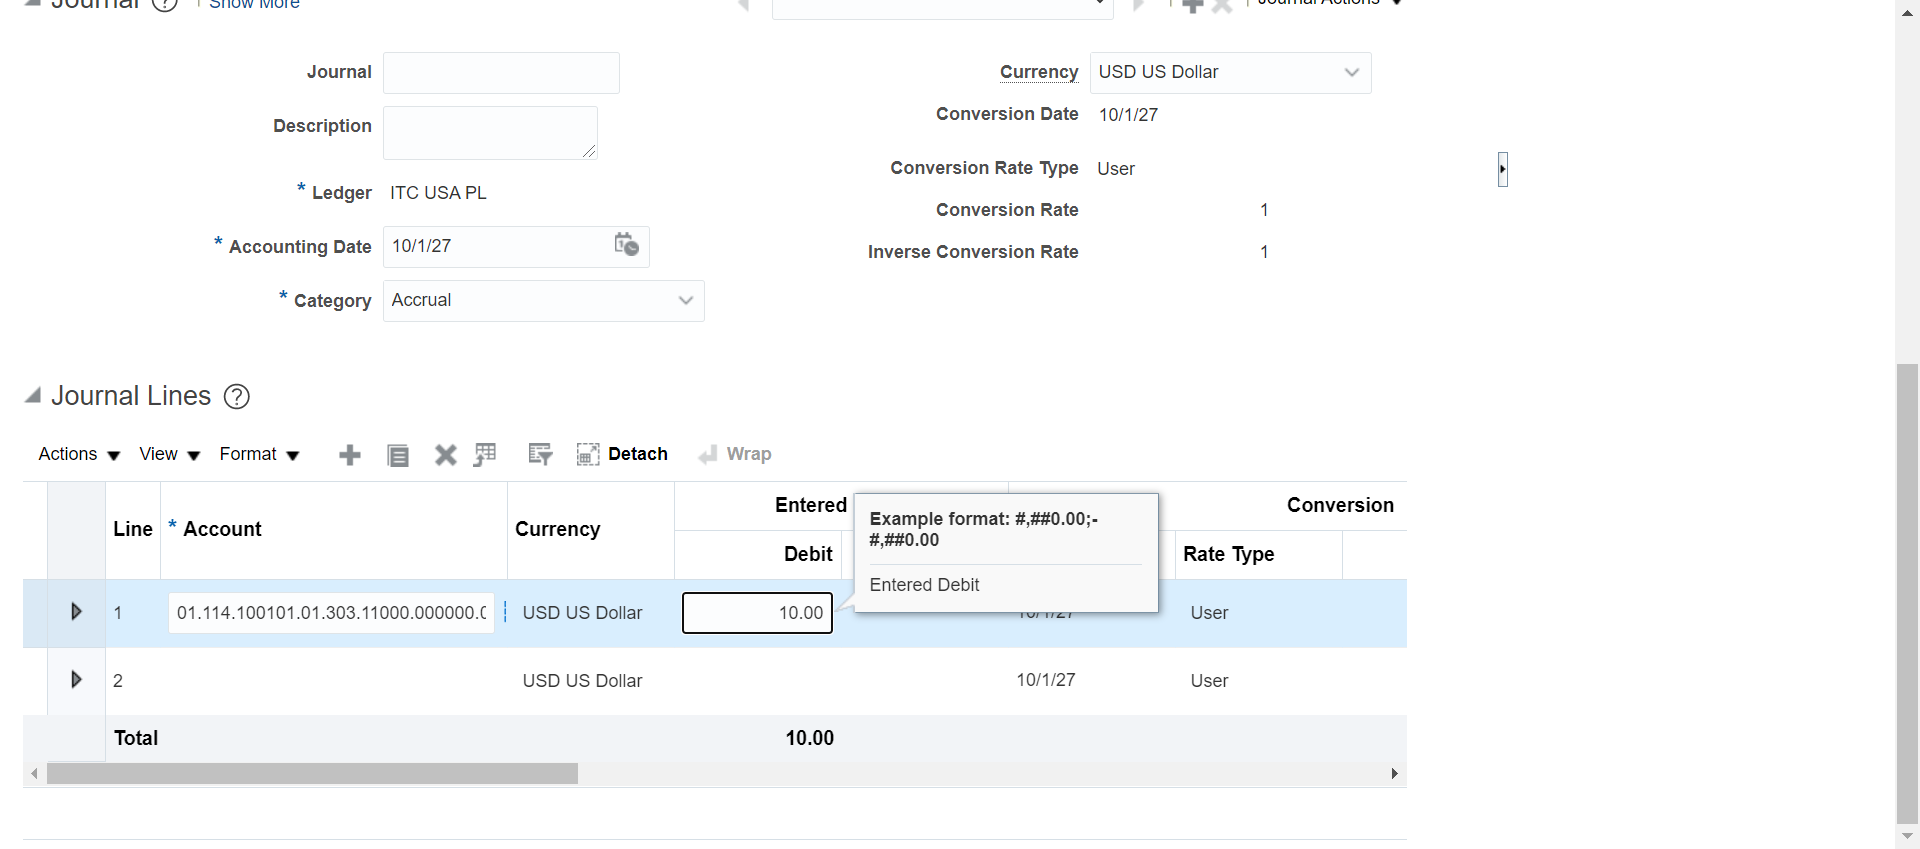 Journal ? Show More
Journal Actions
Journal
Description
* Ledger ITC USA PL
* Accounting Date 10/1/27
* Category Accrual
Currency USD US Dollar
Conversion Date 10/1/27
Conversion Rate Type User
Conversion Rate 1
Inverse Conversion Rate 1
Journal Lines ?
Actions View Format Detach Wrap
Line * Account Currency Entered Debit Conversion Rate Type
Example format: #,##0.00;-
#,##0.00
Entered Debit
1 01.114.100101.01.303.11000.000000.0 USD US Dollar 10.00 10/1/27 User
2 USD US Dollar 10/1/27 User
Total 10.00